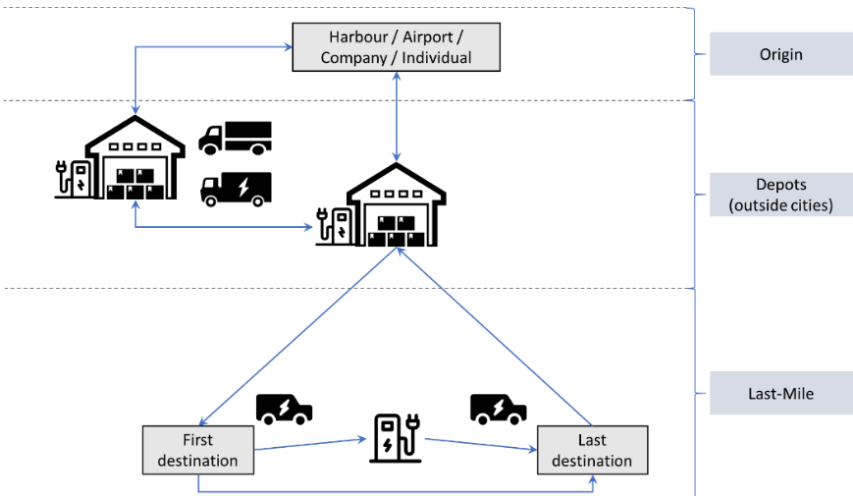 Harbour / Airport /
Company / Individual
Origin
Depots
(outside cities)
First
destination
Last
destination
Last-Mile